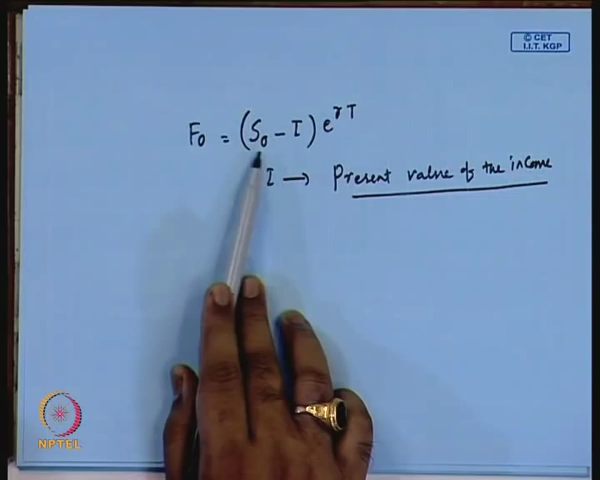 © CET
I.I.T. KGP
F₀ = (S₀ - I) e^{rT}
I → Present value of the income
NPTEL